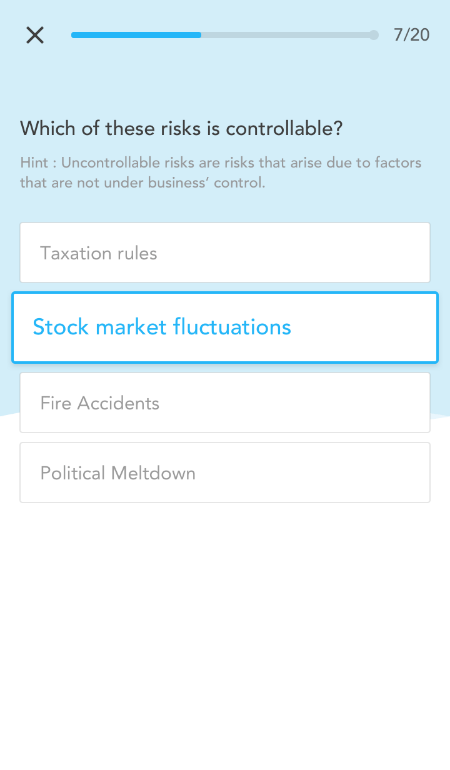 7/20
Which of these risks is controllable?
Hint : Uncontrollable risks are risks that arise due to factors
that are not under business’ control.
Taxation rules
Stock market fluctuations
Fire Accidents
Political Meltdown